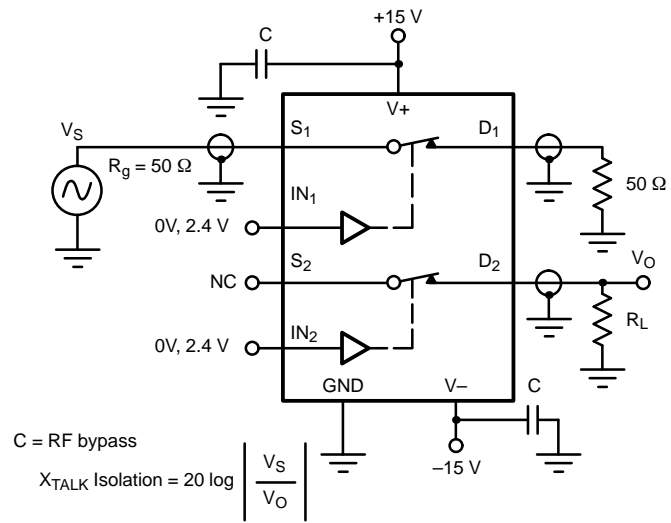 +15 V
C
V+
VS
S1
D1
Rg = 50 Ω
50 Ω
IN1
0V, 2.4 V
S2
D2
VO
NC
RL
IN2
0V, 2.4 V
GND
V–
C
C = RF bypass
–15 V
XTALK Isolation = 20 log | VS / VO |